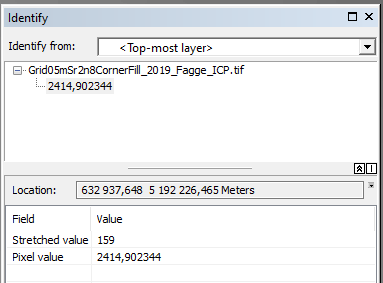 Identify
Identify from: <Top-most layer>
Grid05mSr2n8CornerFill_2019_Fagge_ICP.tif
2414,902344
Location: 632 937,648 5 192 226,465 Meters
Field Value
Stretched value 159
Pixel value 2414,902344